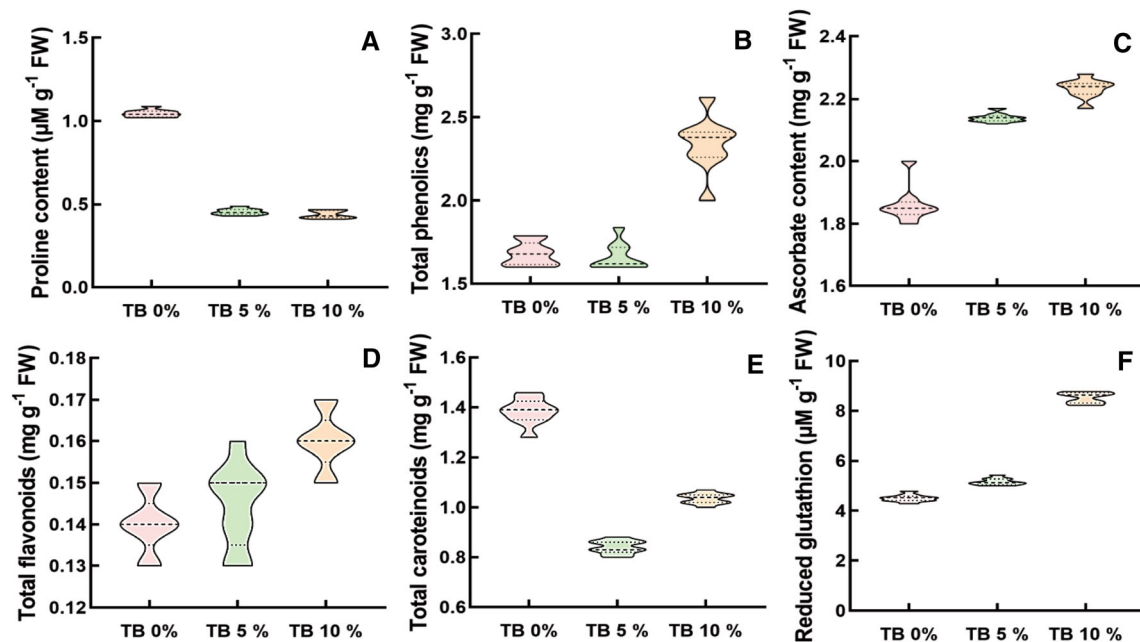 A
Proline content (µM g⁻¹ FW)
1.5
1.0
0.5
0.0
TB 0%
TB 5 %
TB 10 %
B
Total phenolics (mg g⁻¹ FW)
3.0
2.5
2.0
1.5
TB 0%
TB 5 %
TB 10 %
C
Ascorbate content (mg g⁻¹ FW)
2.4
2.2
2.0
1.8
1.6
TB 0%
TB 5 %
TB 10 %
D
Total flavonoids (mg g⁻¹ FW)
0.18
0.17
0.16
0.15
0.14
0.13
0.12
TB 0%
TB 5 %
TB 10 %
E
Total caroteinoids (mg g⁻¹ FW)
1.6
1.4
1.2
1.0
0.8
0.6
TB 0%
TB 5 %
TB 10 %
F
Reduced glutathion (µM g⁻¹ FW)
10
8
6
4
2
0
TB 0%
TB 5 %
TB 10 %